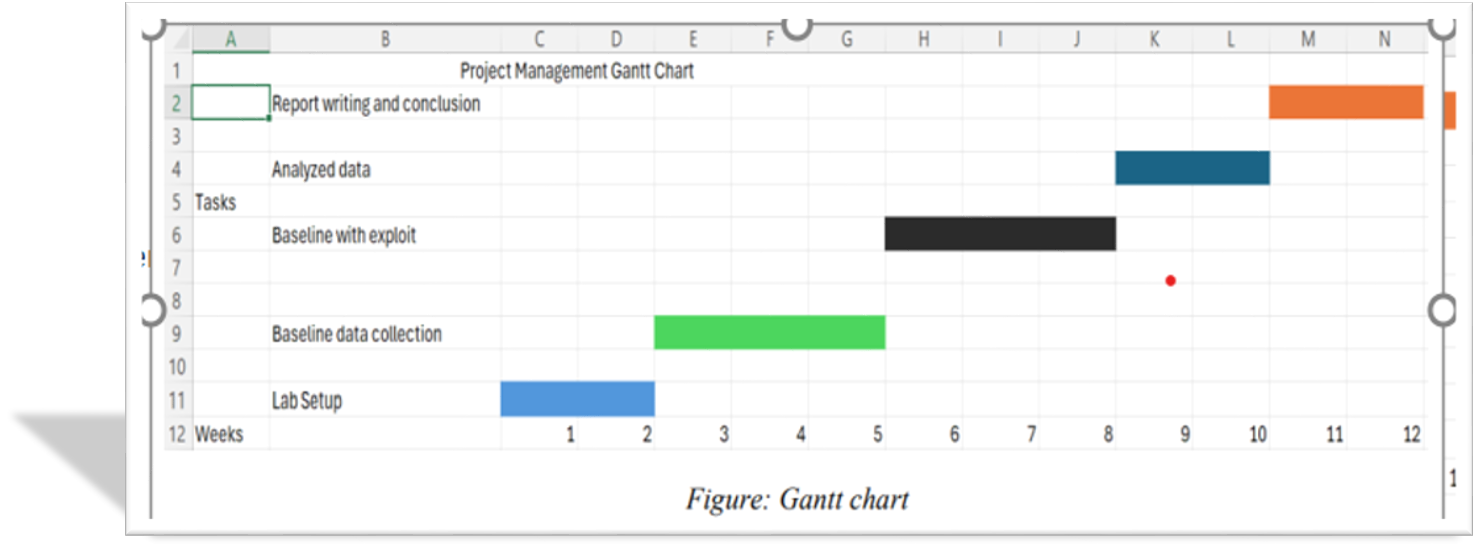 A B C D E F G H I J K L M N
1 Project Management Gantt Chart
2 Report writing and conclusion
3
4 Analyzed data
5 Tasks
6 Baseline with exploit
7
8
9 Baseline data collection
10
11 Lab Setup
12 Weeks 1 2 3 4 5 6 7 8 9 10 11 12
Figure: Gantt chart